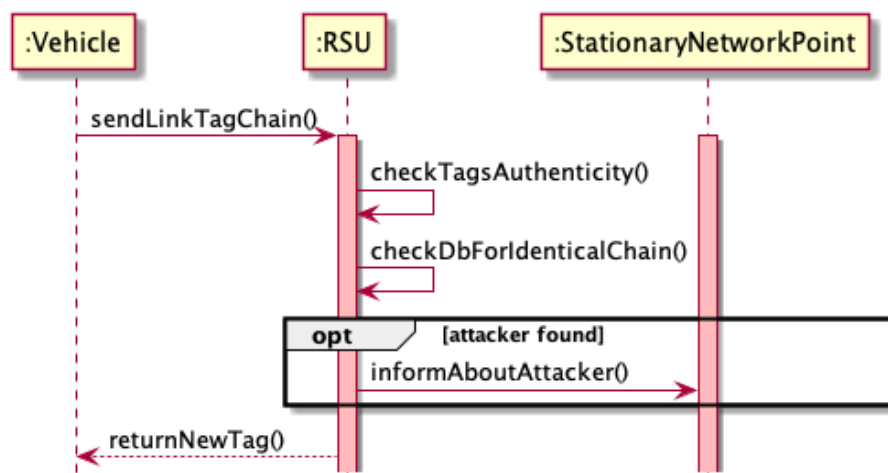 :Vehicle
:RSU
:StationaryNetworkPoint
sendLinkTagChain()
checkTagsAuthenticity()
checkDbForIdenticalChain()
opt
[attacker found]
informAboutAttacker()
returnNewTag()